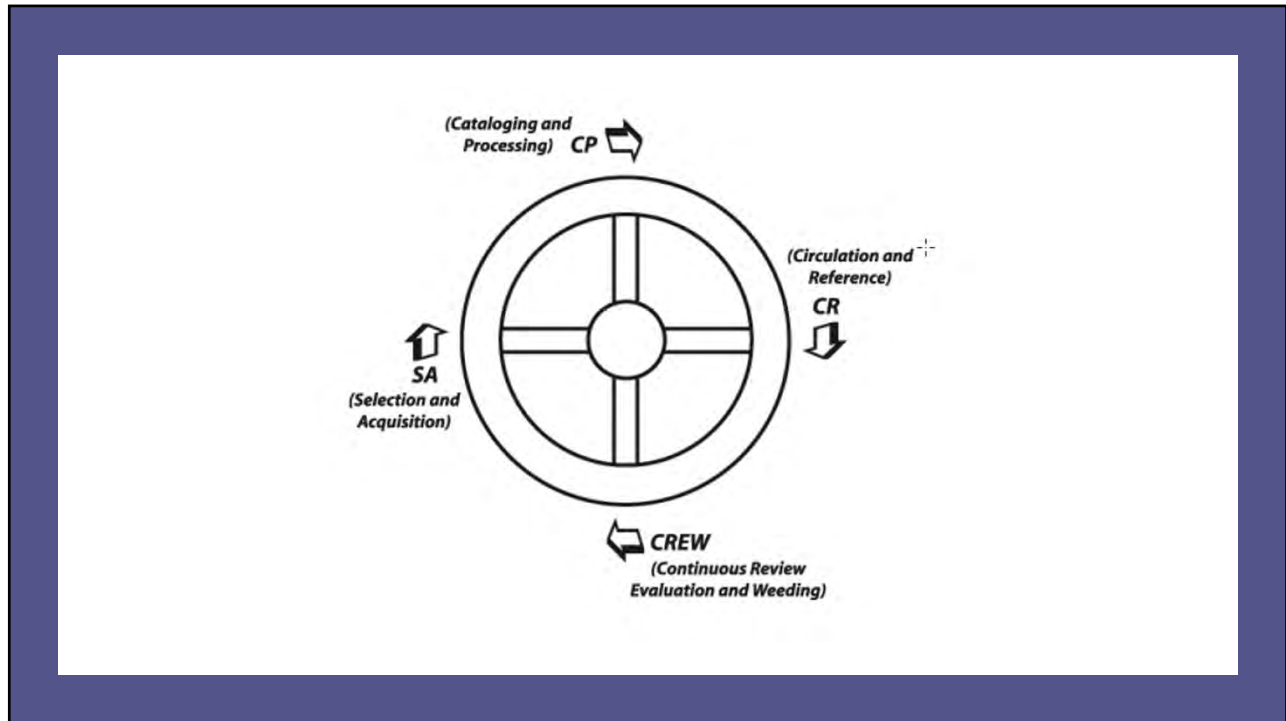 (Cataloging and
Processing) CP
(Circulation and
Reference)
CR
SA
(Selection and
Acquisition)
CREW
(Continuous Review
Evaluation and Weeding)